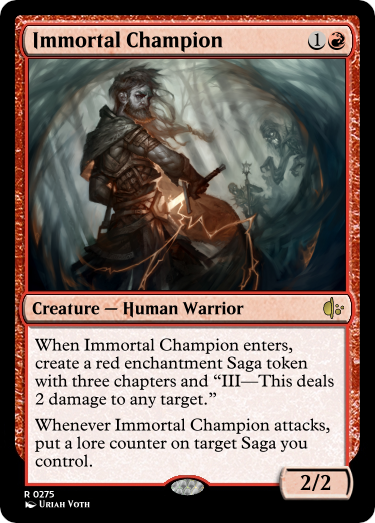 Immortal Champion 1
Creature — Human Warrior
When Immortal Champion enters,
create a red enchantment Saga token
with three chapters and “III—This deals
2 damage to any target.”
Whenever Immortal Champion attacks,
put a lore counter on target Saga you
control.
2/2
R 0275
Uriah Voth